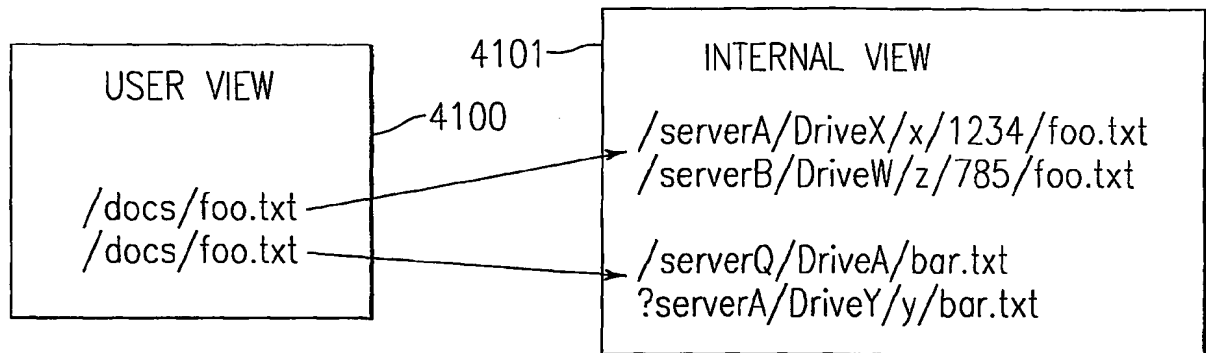 USER VIEW
4100
/docs/foo.txt
/docs/foo.txt
4101
INTERNAL VIEW
/serverA/DriveX/x/1234/foo.txt
/serverB/DriveW/z/785/foo.txt
/serverQ/DriveA/bar.txt
?serverA/DriveY/y/bar.txt